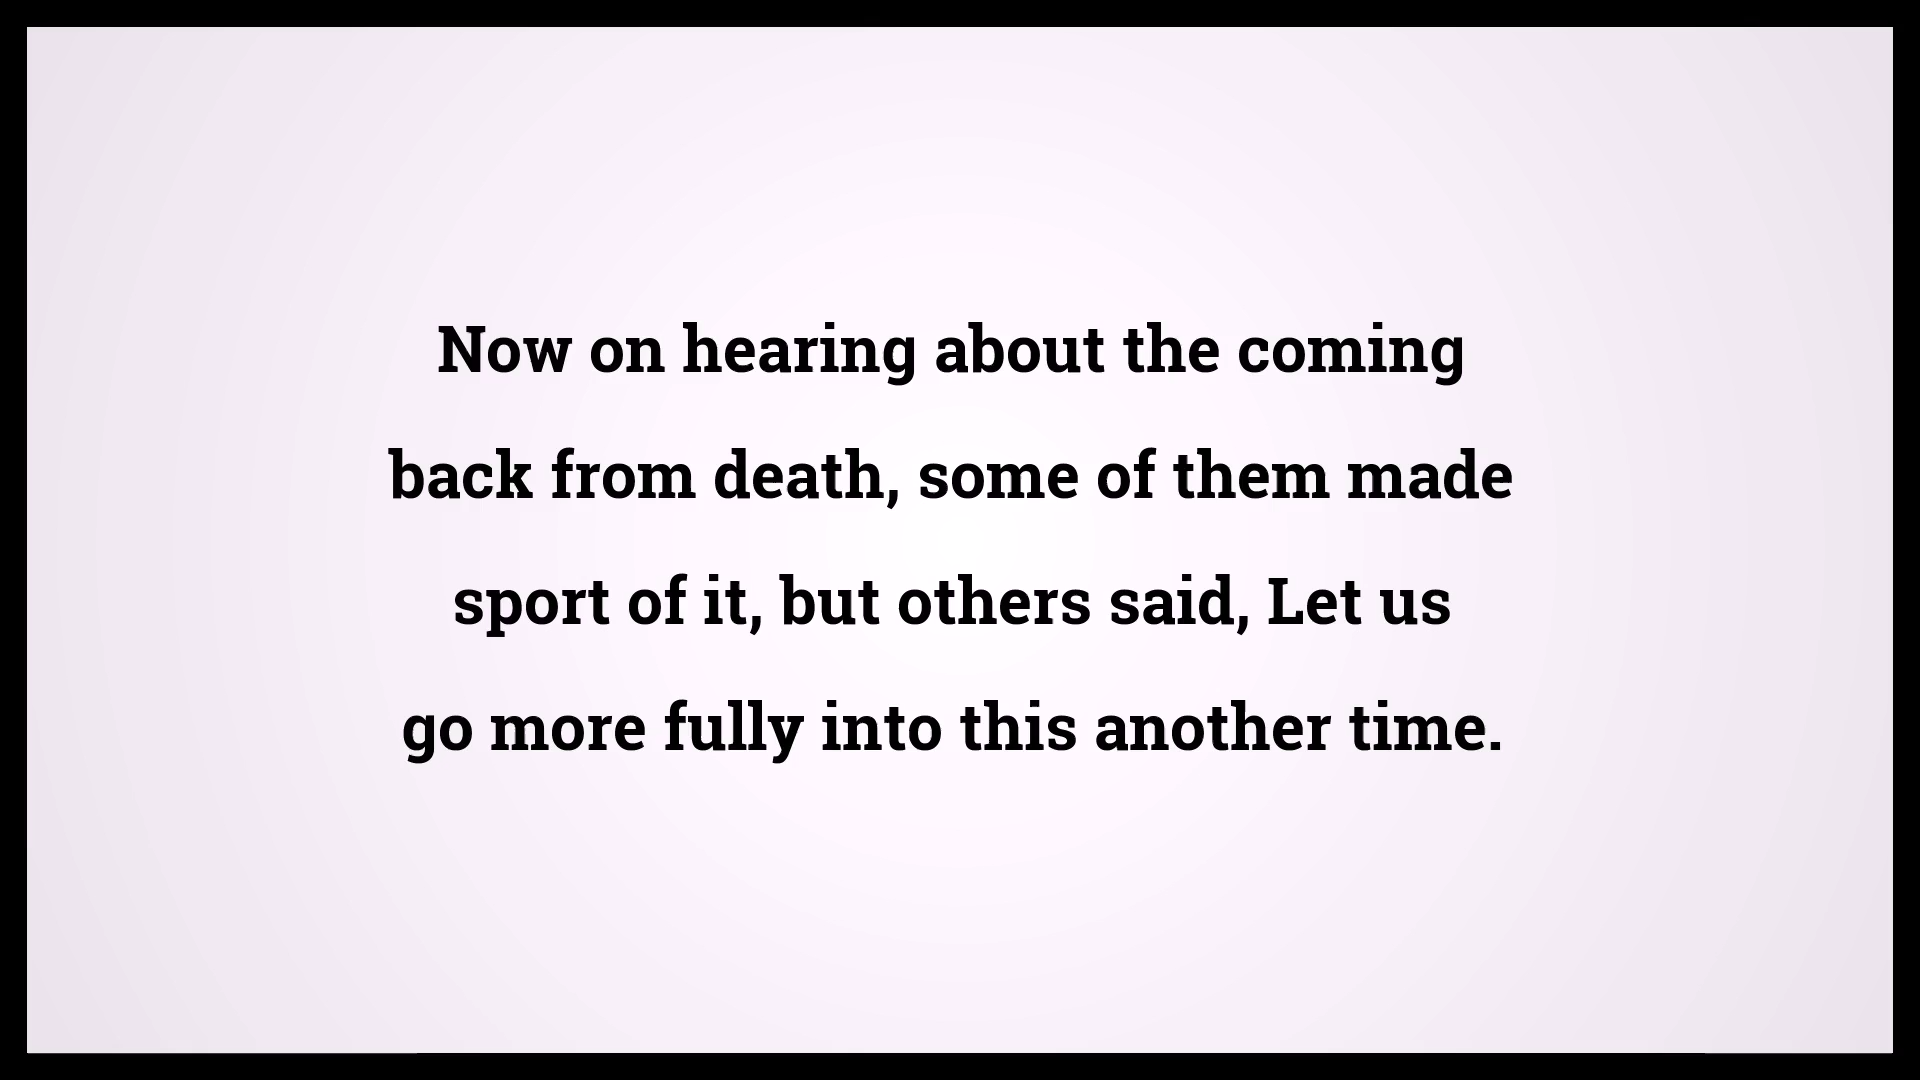 Now on hearing about the coming
back from death, some of them made
sport of it, but others said, Let us
go more fully into this another time.